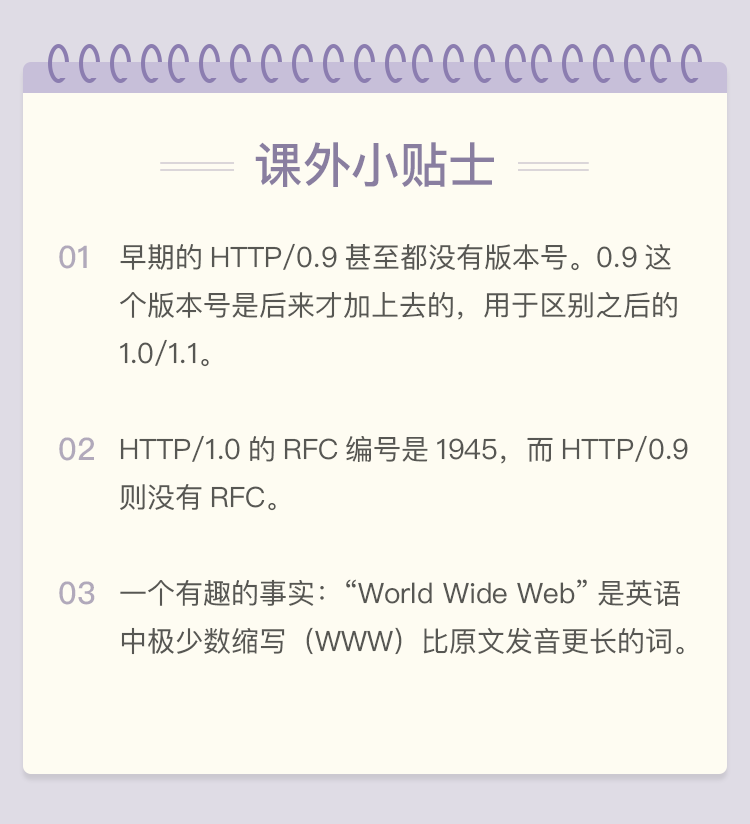 课外小贴士
01 早期的 HTTP/0.9 甚至都没有版本号。0.9 这
个版本号是后来才加上去的，用于区别之后的
1.0/1.1。
02 HTTP/1.0 的 RFC 编号是 1945，而 HTTP/0.9
则没有 RFC。
03 一个有趣的事实：“World Wide Web” 是英语
中极少数缩写（WWW）比原文发音更长的词。